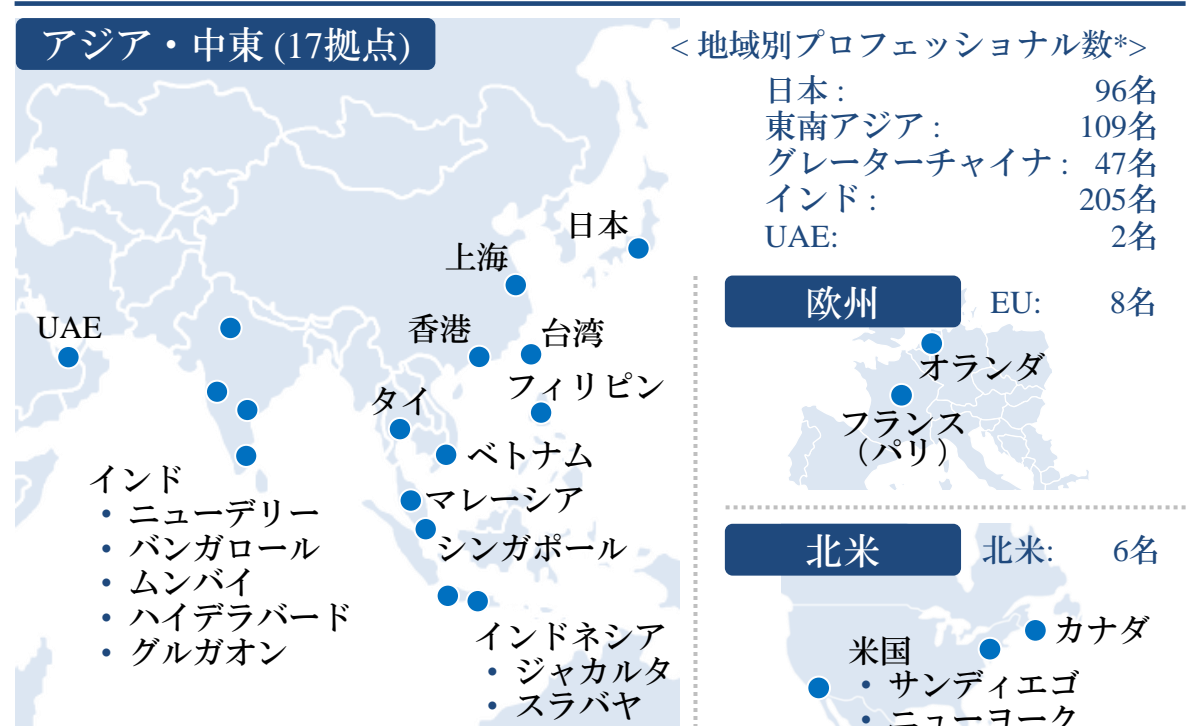 アジア・中東 (17拠点)
< 地域別プロフェッショナル数*>
日本 : 96名
東南アジア : 109名
グレーターチャイナ : 47名
インド : 205名
UAE: 2名
日本
上海
UAE
香港
台湾
フィリピン
タイ
ベトナム
マレーシア
シンガポール
インド
• ニューデリー
• バンガロール
• ムンバイ
• ハイデラバード
• グルガオン
インドネシア
• ジャカルタ
• スラバヤ
欧州 EU: 8名
オランダ
フランス
（パリ）
北米 北米: 6名
カナダ
米国
• サンディエゴ
• ニューヨーク